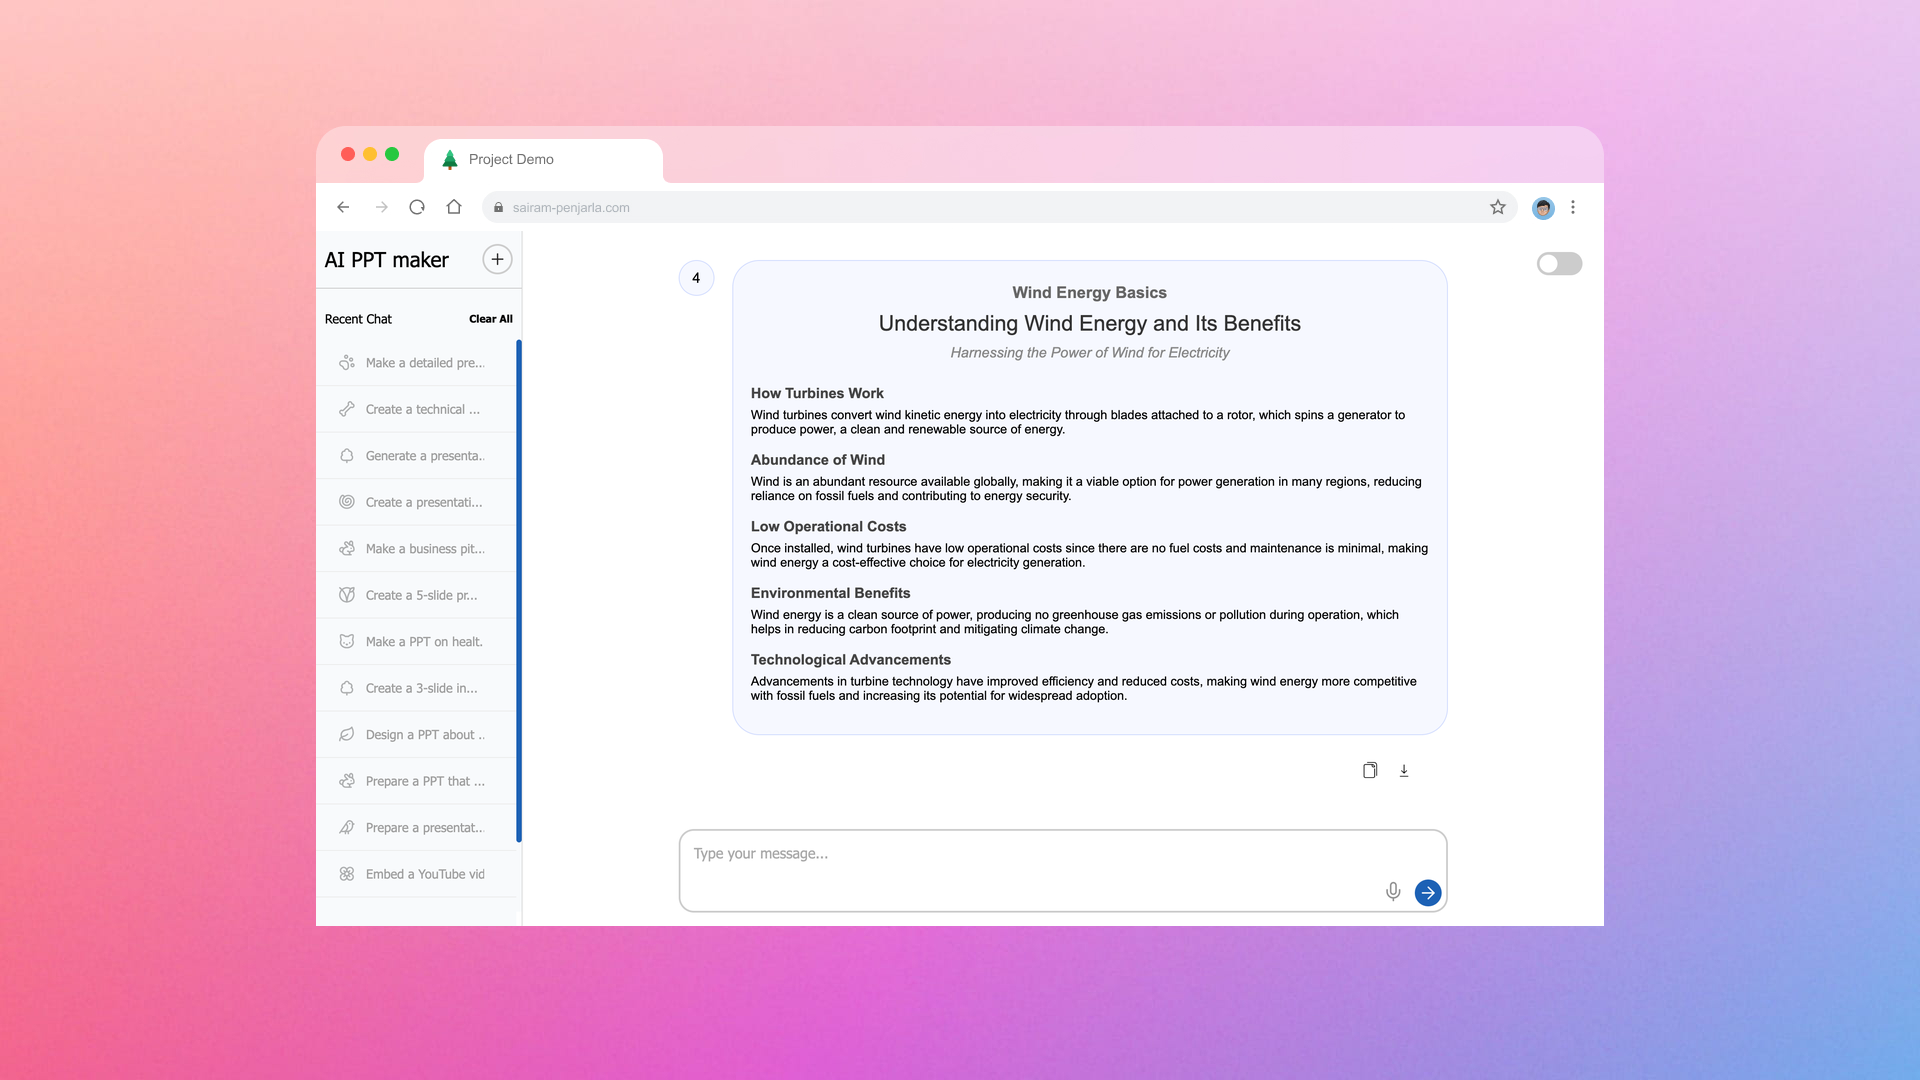 Project Demo
sairam-penjarla.com
AI PPT maker
Recent Chat
Clear All
Make a detailed pre...
Create a technical ...
Generate a presenta..
Create a presentati...
Make a business pit...
Create a 5-slide pr...
Make a PPT on healt.
Create a 3-slide in...
Design a PPT about ..
Prepare a PPT that ...
Prepare a presentat..
Embed a YouTube vid
4
Wind Energy Basics
Understanding Wind Energy and Its Benefits
Harnessing the Power of Wind for Electricity
How Turbines Work
Wind turbines convert wind kinetic energy into electricity through blades attached to a rotor, which spins a generator to
produce power, a clean and renewable source of energy.
Abundance of Wind
Wind is an abundant resource available globally, making it a viable option for power generation in many regions, reducing
reliance on fossil fuels and contributing to energy security.
Low Operational Costs
Once installed, wind turbines have low operational costs since there are no fuel costs and maintenance is minimal, making
wind energy a cost-effective choice for electricity generation.
Environmental Benefits
Wind energy is a clean source of power, producing no greenhouse gas emissions or pollution during operation, which
helps in reducing carbon footprint and mitigating climate change.
Technological Advancements
Advancements in turbine technology have improved efficiency and reduced costs, making wind energy more competitive
with fossil fuels and increasing its potential for widespread adoption.
Type your message...